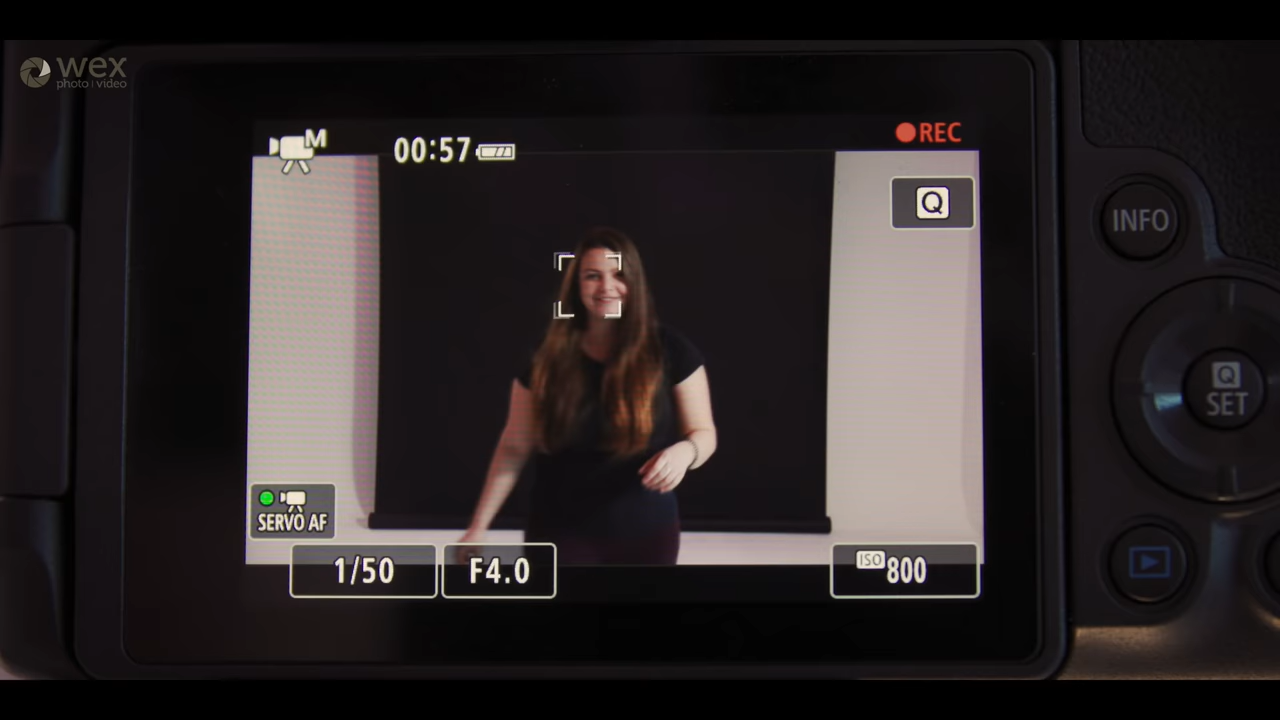 wex
photo | video
M
00:57
REC
Q
INFO
Q
SET
SERVO AF
1/50
F4.0
ISO 800